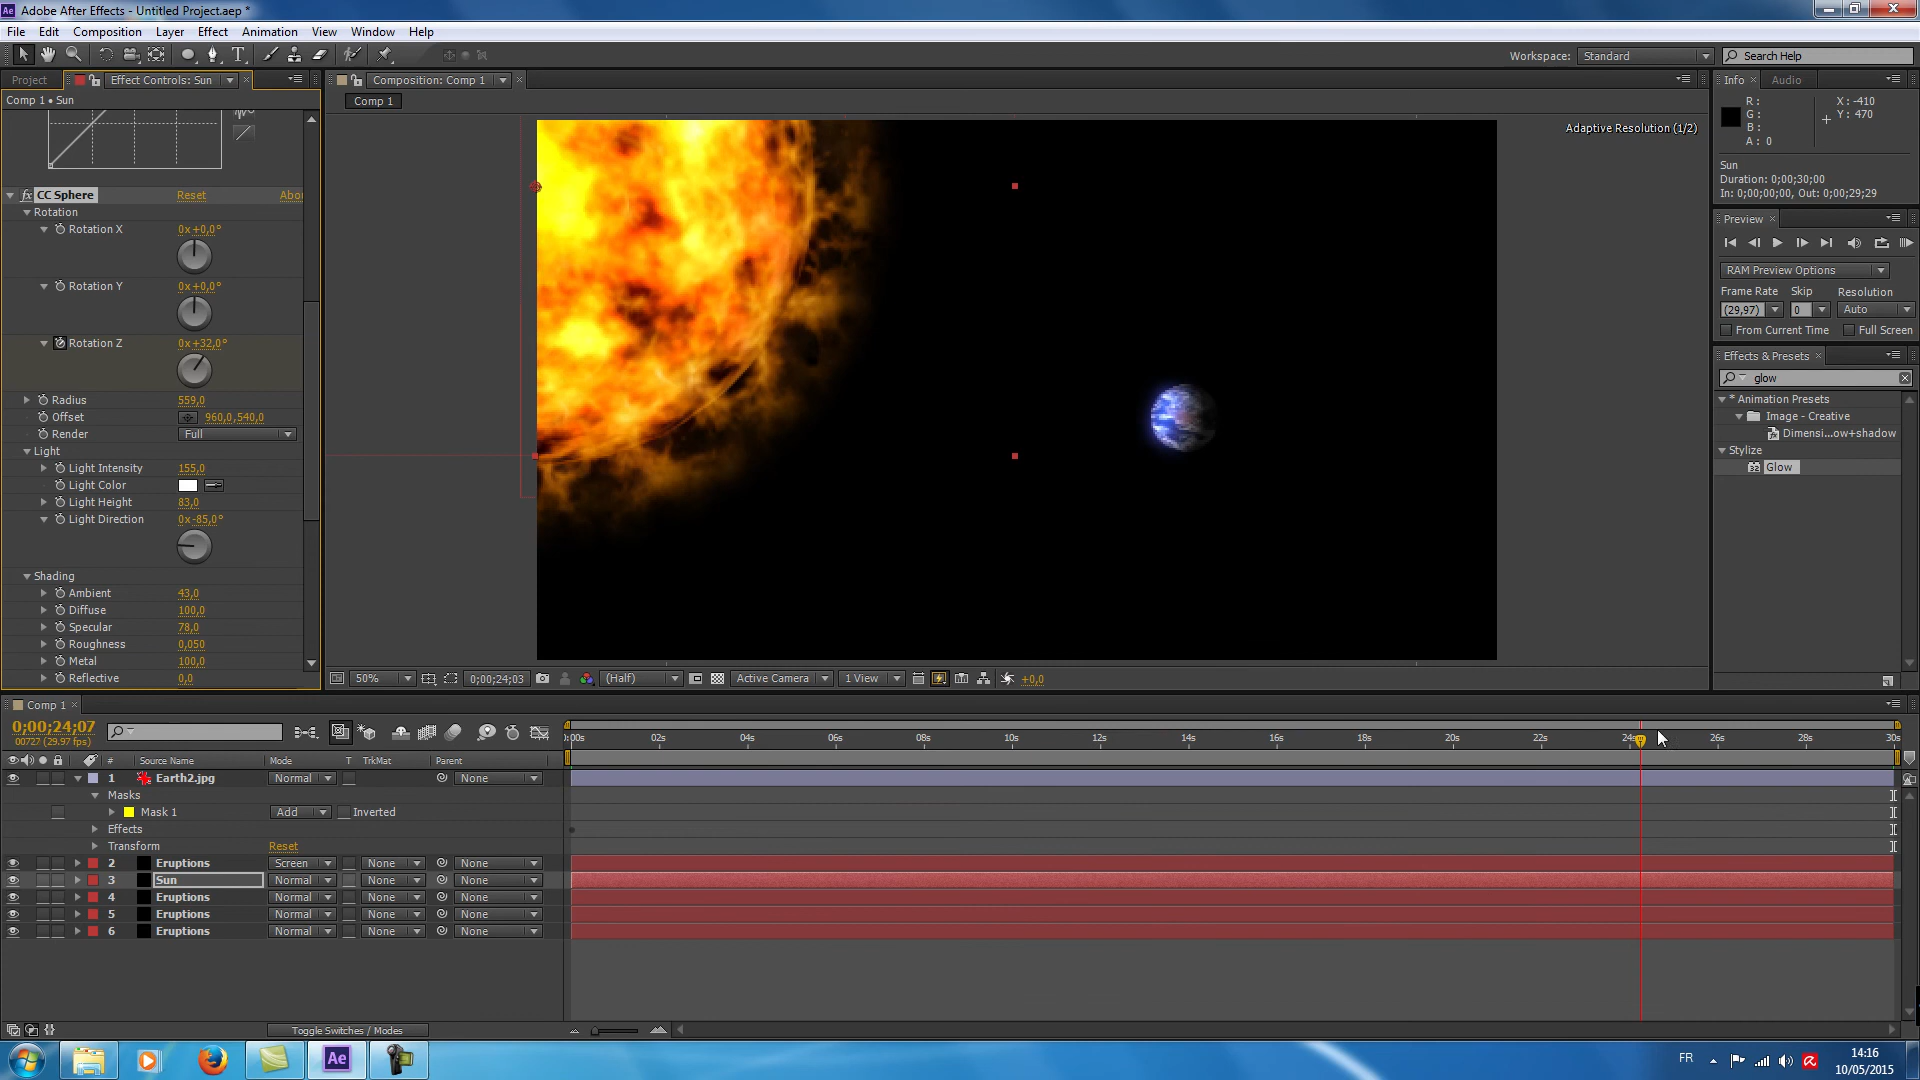 Adobe After Effects - Untitled Project.aep *
File Edit Composition Layer Effect Animation View Window Help
Workspace: Standard Search Help
Project Effect Controls: Sun Composition: Comp 1 Info Audio
Comp 1 • Sun
Comp 1
R : X : -410
G : Y : 470
B :
A : 0
Adaptive Resolution (1/2)
Sun
Duration: 0;00;30;00
In: 0;00;00;00, Out: 0;00;29;29
fx CC Sphere Reset Abo
Rotation
Rotation X 0x+0,0°
Rotation Y 0x+0,0°
Rotation Z 0x+32,0°
Radius 559,0
Offset 960,0,540,0
Render Full
Light
Light Intensity 155,0
Light Color
Light Height 83,0
Light Direction 0x-85,0°
Shading
Ambient 43,0
Diffuse 100,0
Specular 78,0
Roughness 0,050
Metal 100,0
Reflective 0,0
Preview
RAM Preview Options
Frame Rate Skip Resolution
(29,97) 0 Auto
From Current Time Full Screen
Effects & Presets
glow
* Animation Presets
Image - Creative
Dimensi...ow+shadow
Stylize
Glow
50% 0;00;24;03 (Half) Active Camera 1 View +0,0
Comp 1
0;00;24;07
00727 (29.97 fps)
:00s 02s 04s 06s 08s 10s 12s 14s 16s 18s 20s 22s 24s 26s 28s 30s
# Source Name Mode T TrkMat Parent
1 Earth2.jpg Normal None
Masks
Mask 1 Add Inverted
Effects
Transform Reset
2 Eruptions Screen None None
3 Sun Normal None None
4 Eruptions Normal None None
5 Eruptions Normal None None
6 Eruptions Normal None None
Toggle Switches / Modes
Ae FR 14:16
10/05/2015